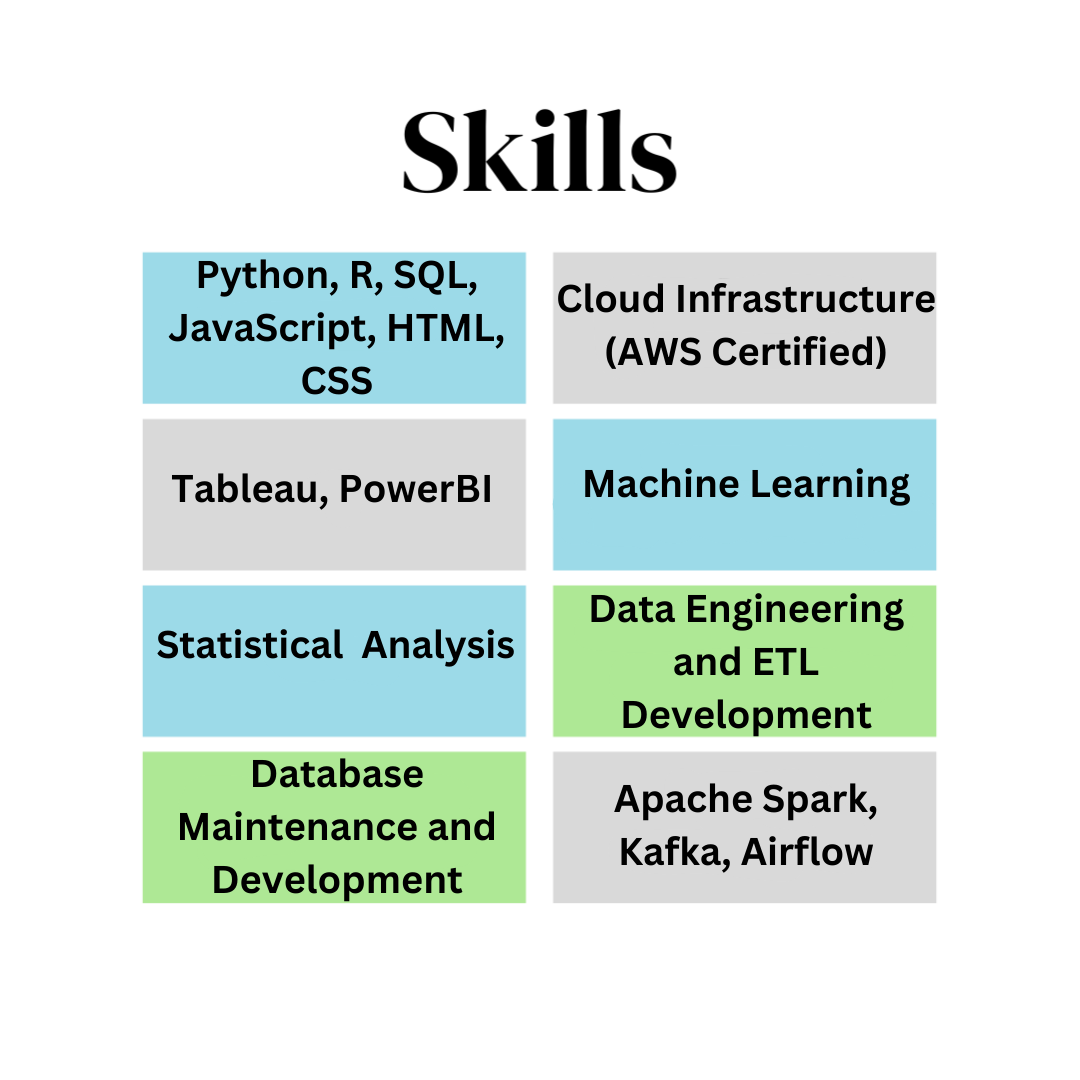 Skills
Python, R, SQL,
JavaScript, HTML,
CSS
Cloud Infrastructure
(AWS Certified)
Tableau, PowerBI
Machine Learning
Statistical  Analysis
Data Engineering
and ETL
Development
Database
Maintenance and
Development
Apache Spark,
Kafka, Airflow